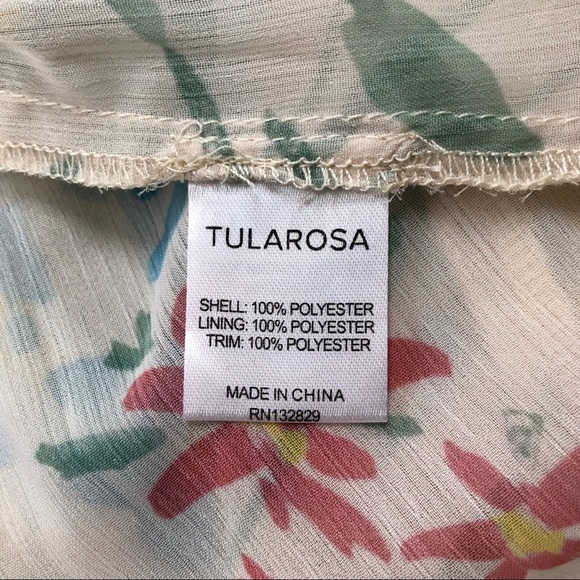 TULAROSA
SHELL: 100% POLYESTER
LINING: 100% POLYESTER
TRIM: 100% POLYESTER
MADE IN CHINA
RN132829